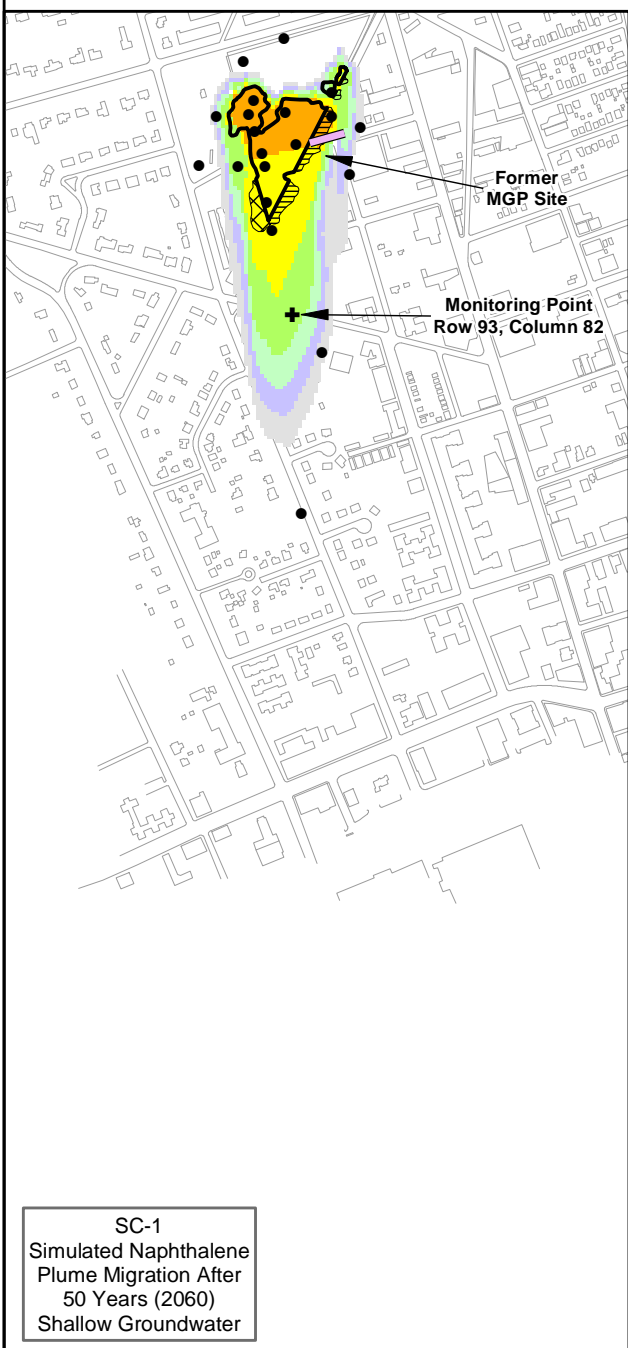 Former
MGP Site
Monitoring Point
Row 93, Column 82
SC-1
Simulated Naphthalene
Plume Migration After
50 Years (2060)
Shallow Groundwater